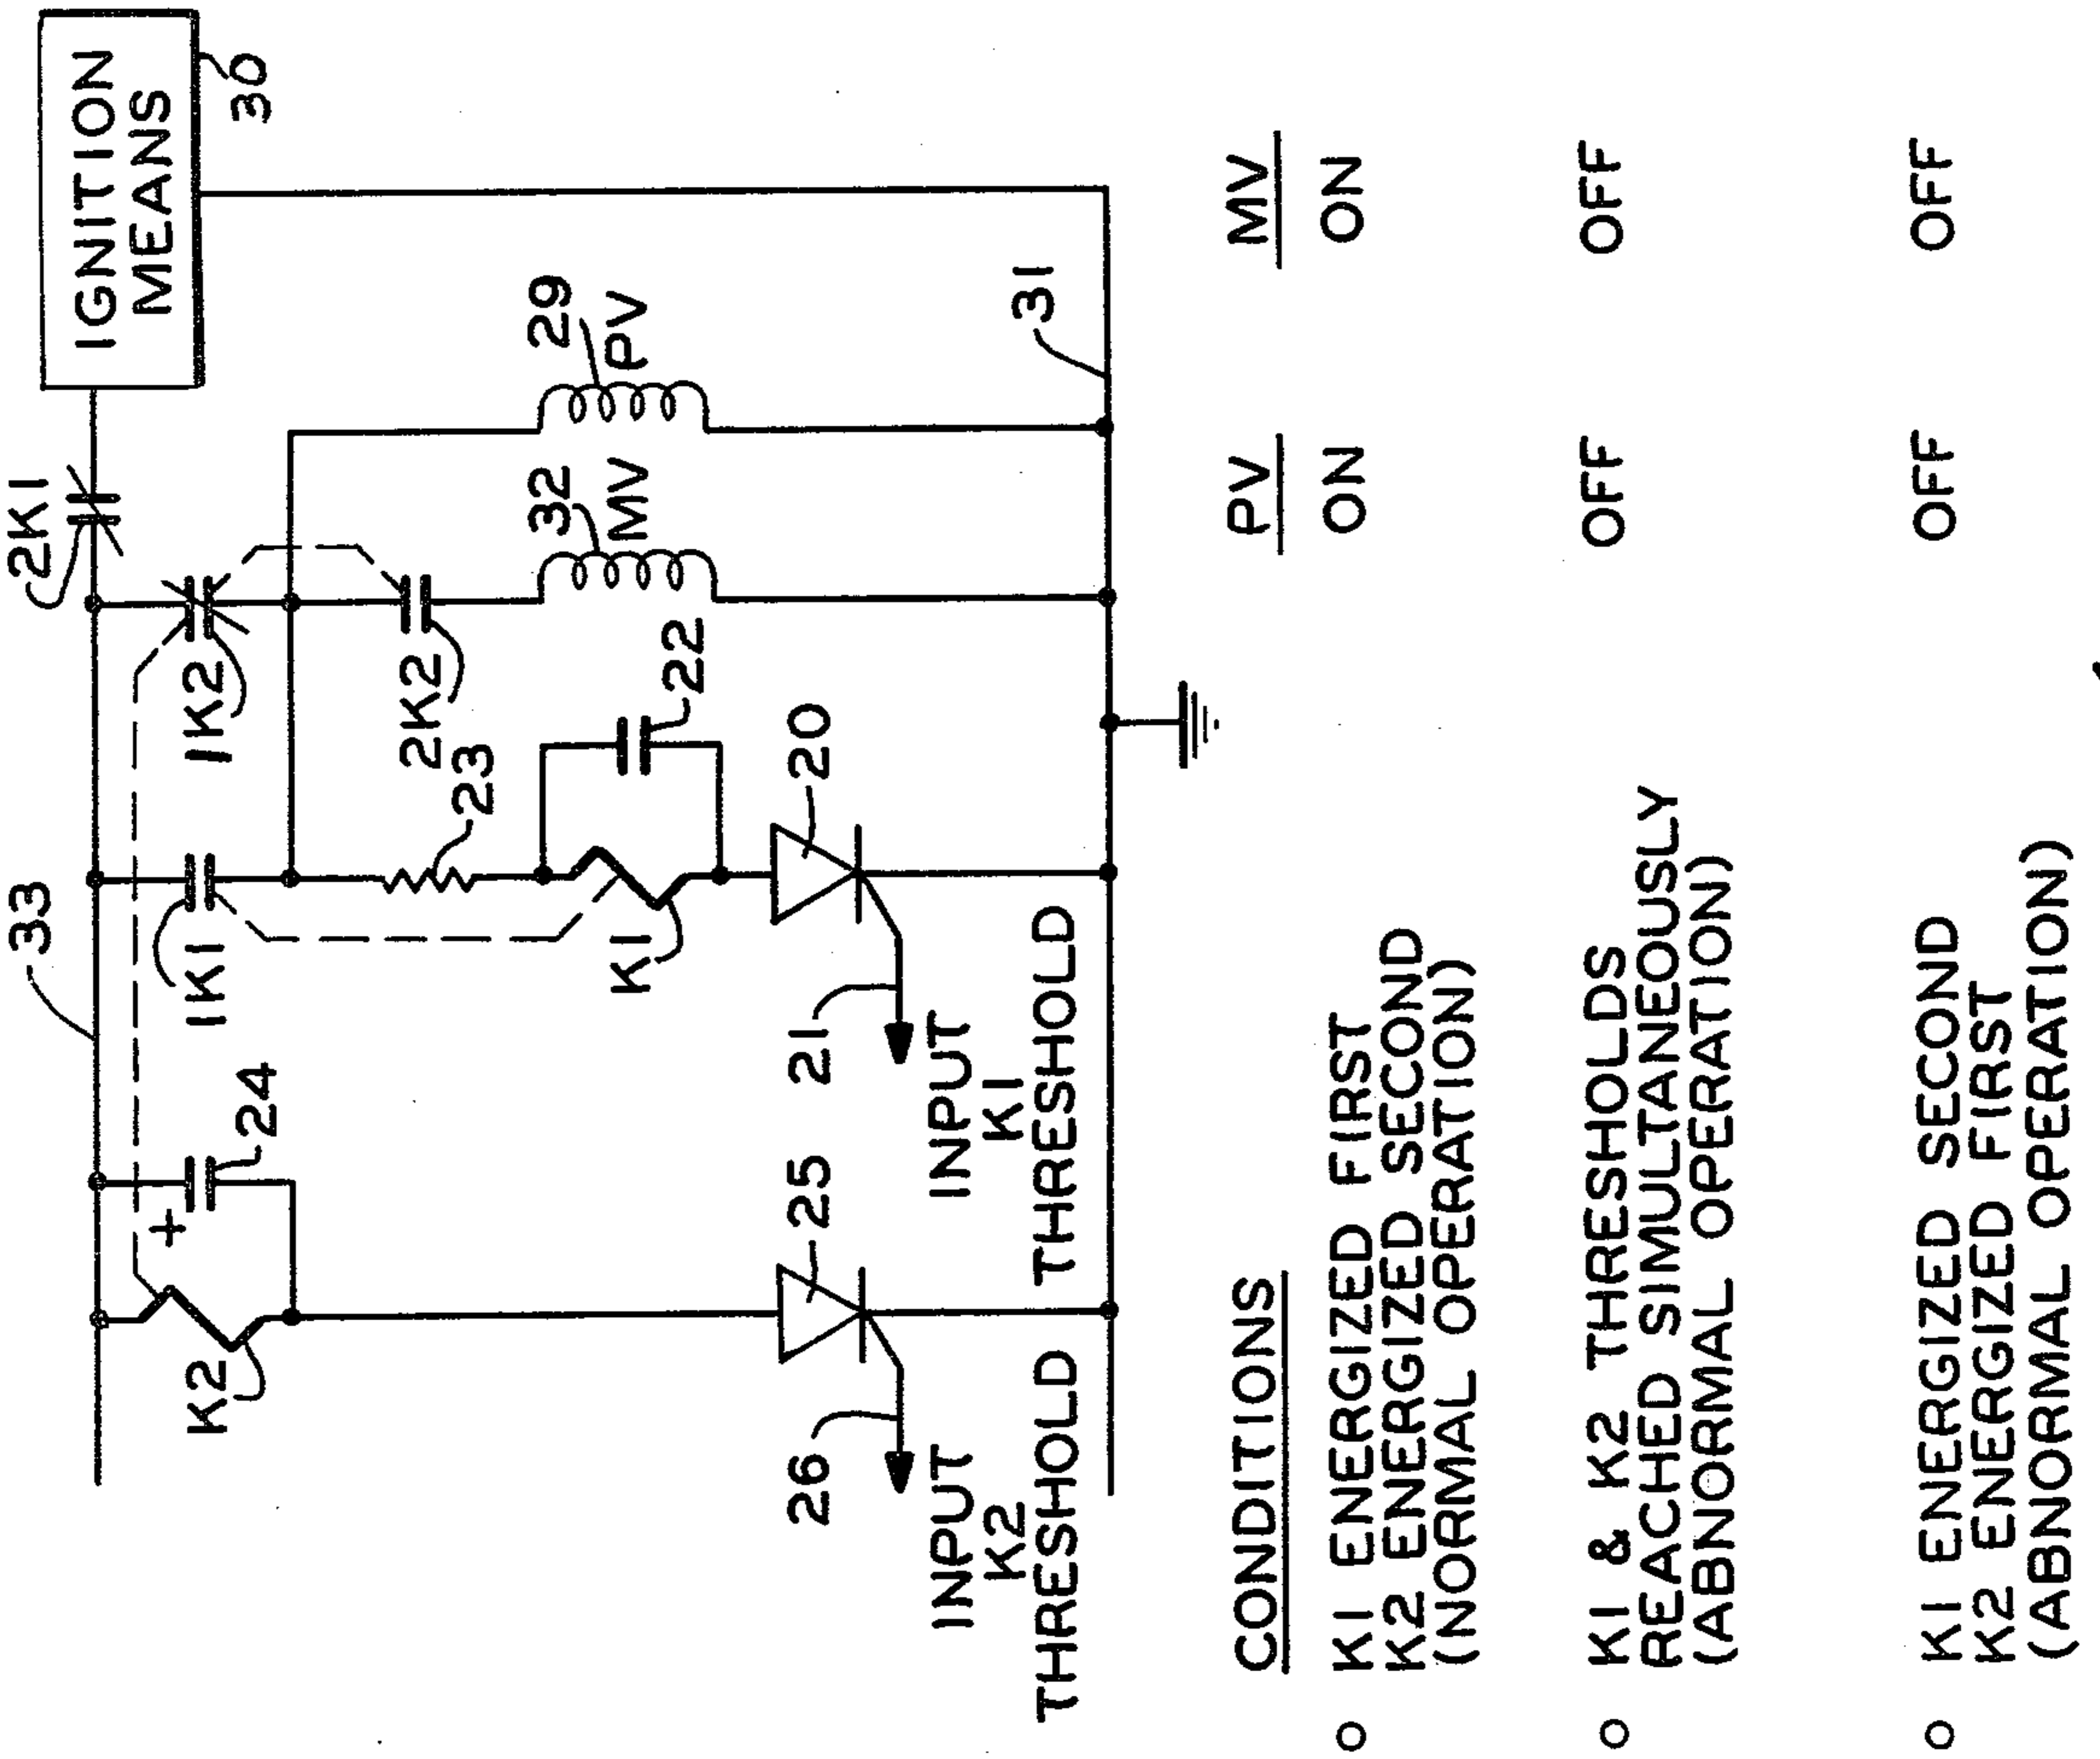 33
2K1
IGNITION
MEANS
30
K2
+
24
1K1
1K2
2K2
23
22
K1
32
MV
29
PV
26
25
21
20
31
INPUT
K2
THRESHOLD
INPUT
K1
THRESHOLD
CONDITIONS PV MV
o K1 ENERGIZED FIRST ON ON
K2 ENERGIZED SECOND
(NORMAL OPERATION)
o K1 & K2 THRESHOLDS OFF OFF
REACHED SIMULTANEOUSLY
(ABNORMAL OPERATION)
o K1 ENERGIZED SECOND OFF OFF
K2 ENERGIZED FIRST
(ABNORMAL OPERATION)